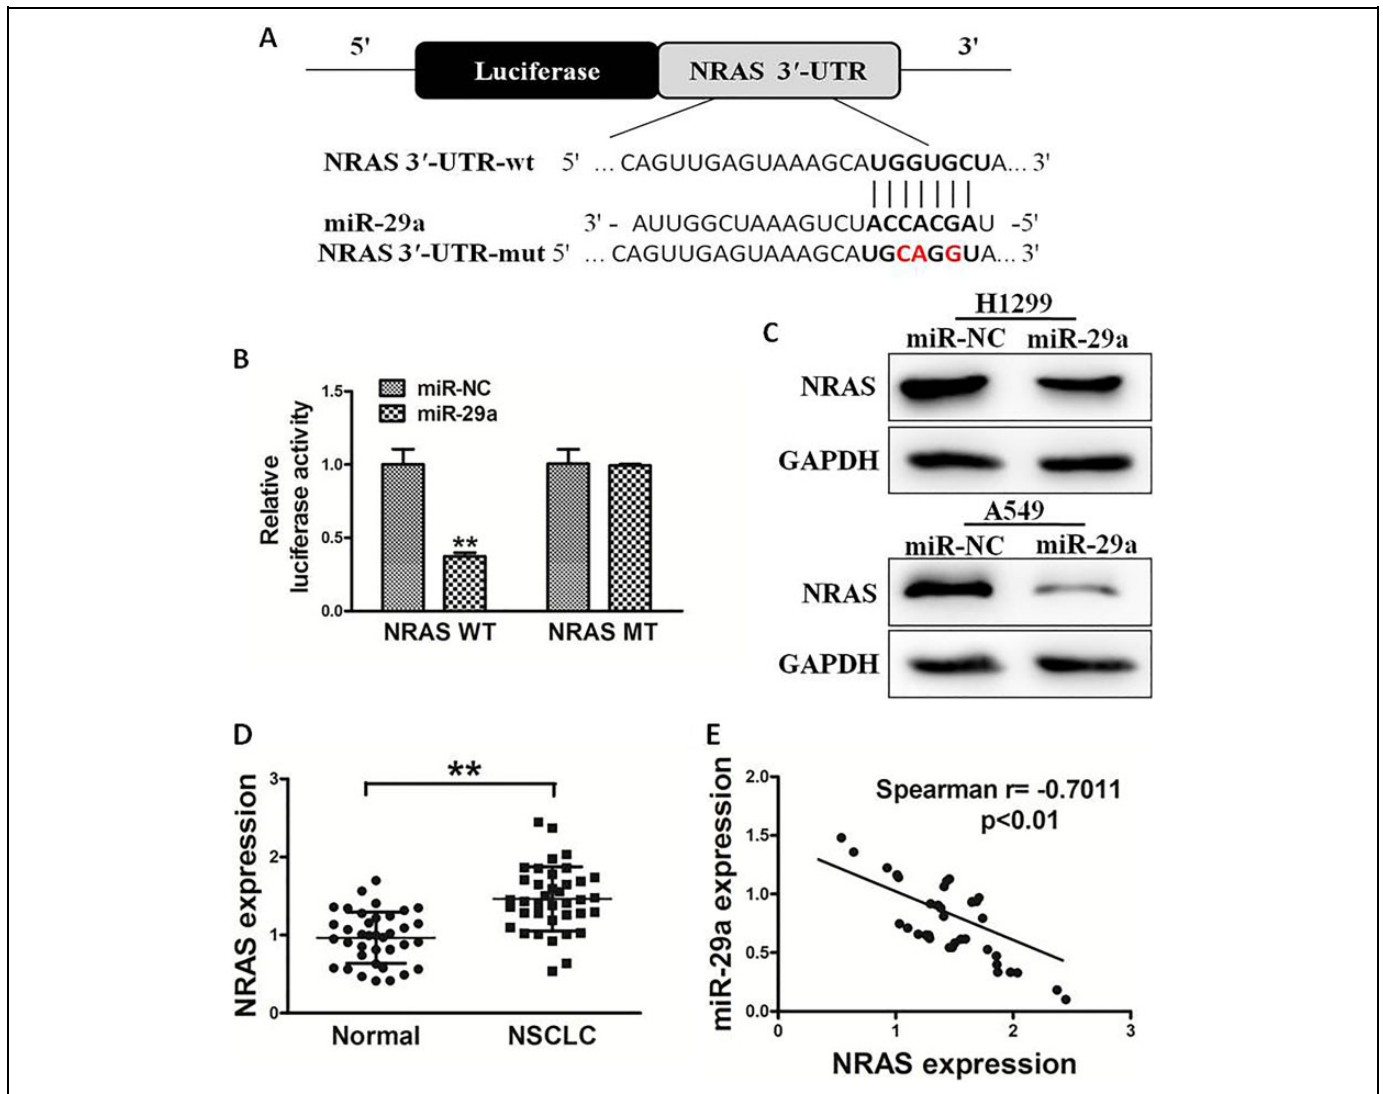 A
5' Luciferase NRAS 3′-UTR 3'
NRAS 3′-UTR-wt 5' ... CAGUUGAGUAAAGCAUGGUGCUA... 3'
miR-29a 3' - AUUGGCUAAAGUCUACCACGAU -5'
NRAS 3′-UTR-mut 5' ... CAGUUGAGUAAAGCAUGCAGGUA... 3'
B
Relative
luciferase activity
miR-NC
miR-29a
1.5
1.0
0.5
0.0
**
NRAS WT NRAS MT
C
H1299
miR-NC miR-29a
NRAS
GAPDH
A549
miR-NC miR-29a
NRAS
GAPDH
D
NRAS expression
3
2
1
0
**
Normal NSCLC
E
miR-29a expression
2.0
1.5
1.0
0.5
0.0
Spearman r= -0.7011
p<0.01
0 1 2 3
NRAS expression